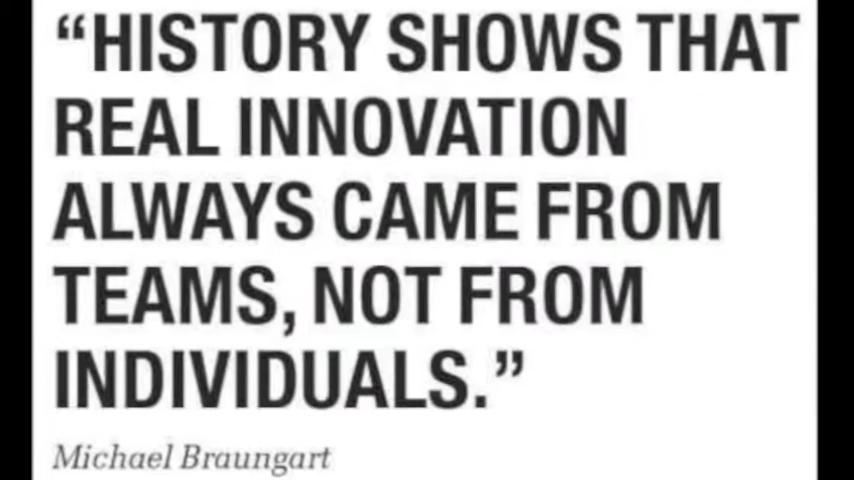 “HISTORY SHOWS THAT
REAL INNOVATION
ALWAYS CAME FROM
TEAMS, NOT FROM
INDIVIDUALS.”
Michael Braungart